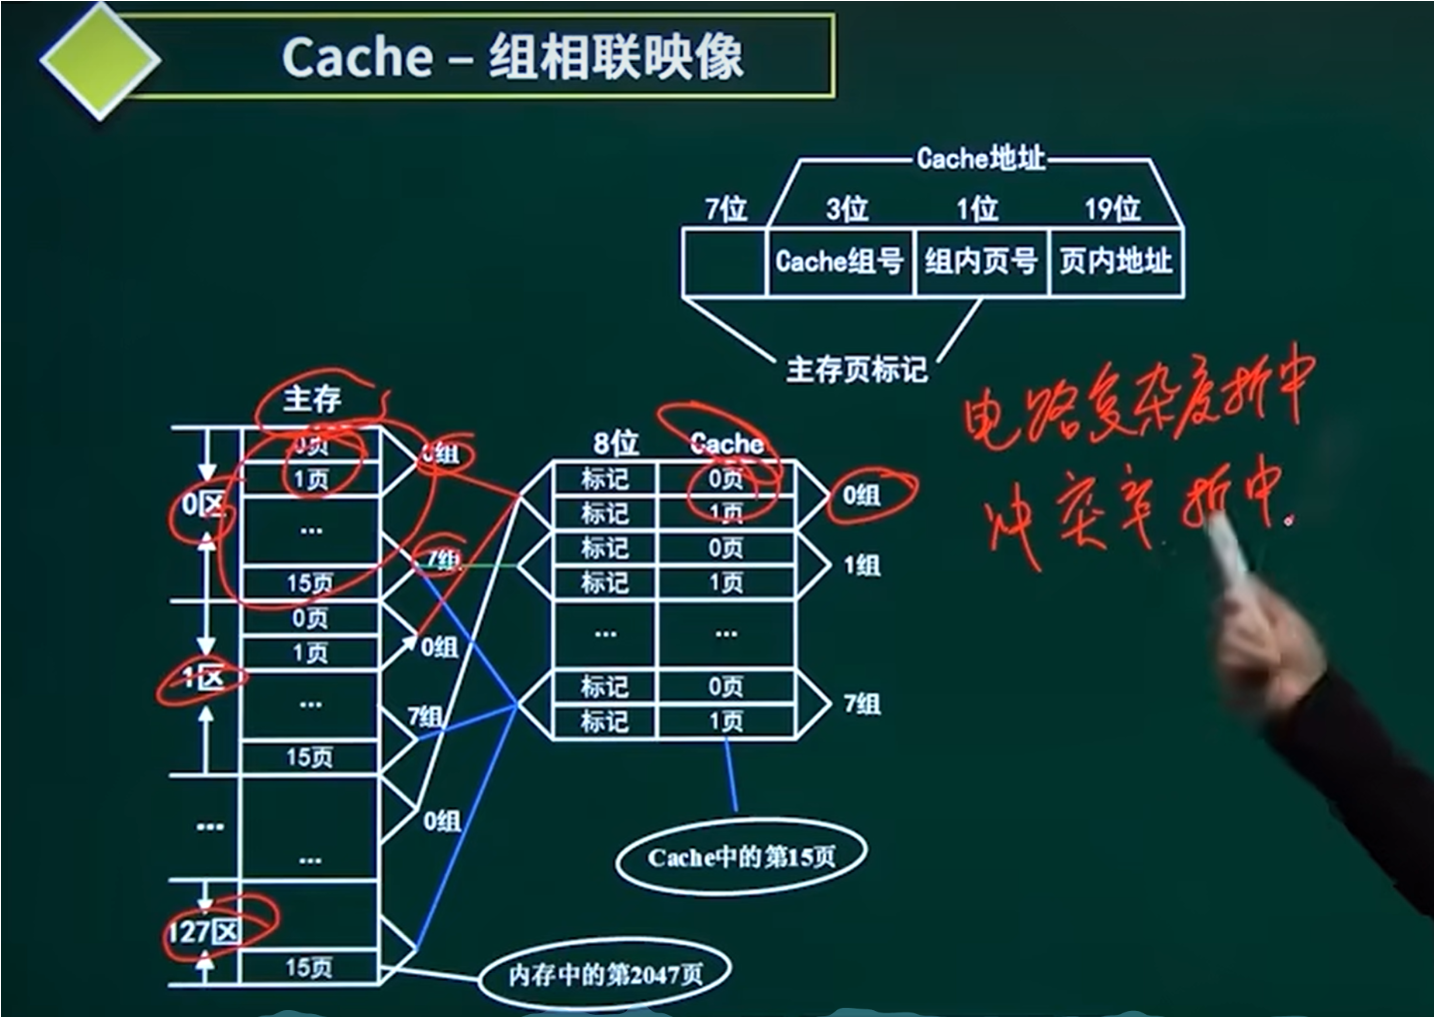 Cache – 组相联映像
Cache地址
7位 3位 1位 19位
Cache组号 组内页号 页内地址
主存页标记
电路复杂度折中
冲突率折中.
主存
0页
0组
1页
0区
...
7组
15页
0页
1页
0组
1区
...
7组
15页
...
0组
...
127区
15页
内存中的第2047页
8位 Cache
标记 0页
标记 1页
0组
标记 0页
标记 1页
1组
... ...
标记 0页
标记 1页
7组
Cache中的第15页